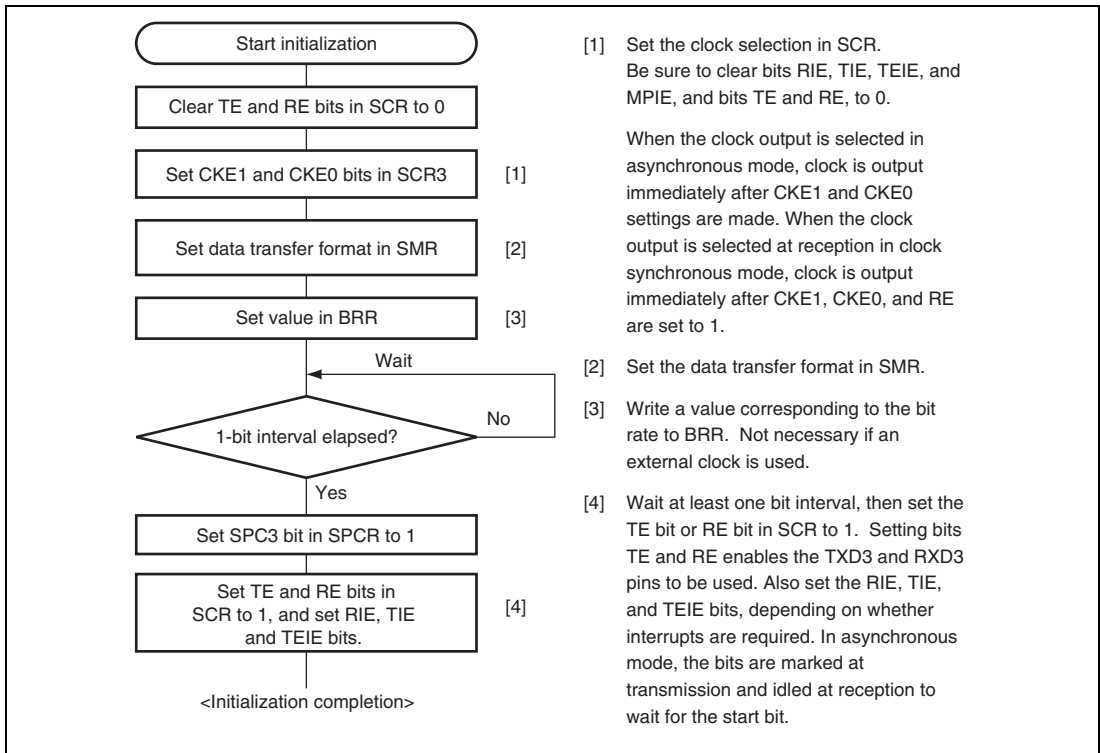 Start initialization
Clear TE and RE bits in SCR to 0
Set CKE1 and CKE0 bits in SCR3
[1]
Set data transfer format in SMR
[2]
Set value in BRR
[3]
Wait
1-bit interval elapsed?
No
Yes
Set SPC3 bit in SPCR to 1
Set TE and RE bits in
SCR to 1, and set RIE, TIE
and TEIE bits.
[4]
<Initialization completion>
[1] Set the clock selection in SCR.
Be sure to clear bits RIE, TIE, TEIE, and
MPIE, and bits TE and RE, to 0.
When the clock output is selected in
asynchronous mode, clock is output
immediately after CKE1 and CKE0
settings are made. When the clock
output is selected at reception in clock
synchronous mode, clock is output
immediately after CKE1, CKE0, and RE
are set to 1.
[2] Set the data transfer format in SMR.
[3] Write a value corresponding to the bit
rate to BRR. Not necessary if an
external clock is used.
[4] Wait at least one bit interval, then set the
TE bit or RE bit in SCR to 1. Setting bits
TE and RE enables the TXD3 and RXD3
pins to be used. Also set the RIE, TIE,
and TEIE bits, depending on whether
interrupts are required. In asynchronous
mode, the bits are marked at
transmission and idled at reception to
wait for the start bit.